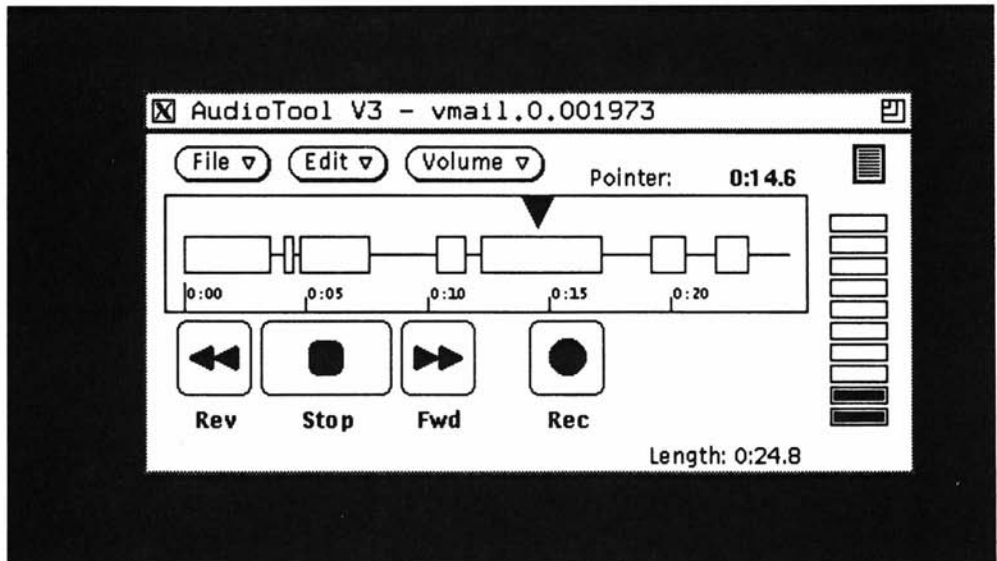 AudioTool V3 - vmail.0.001973
File Edit Volume Pointer: 0:14.6
0:00 0:05 0:10 0:15 0:20
Rev Stop Fwd Rec
Length: 0:24.8